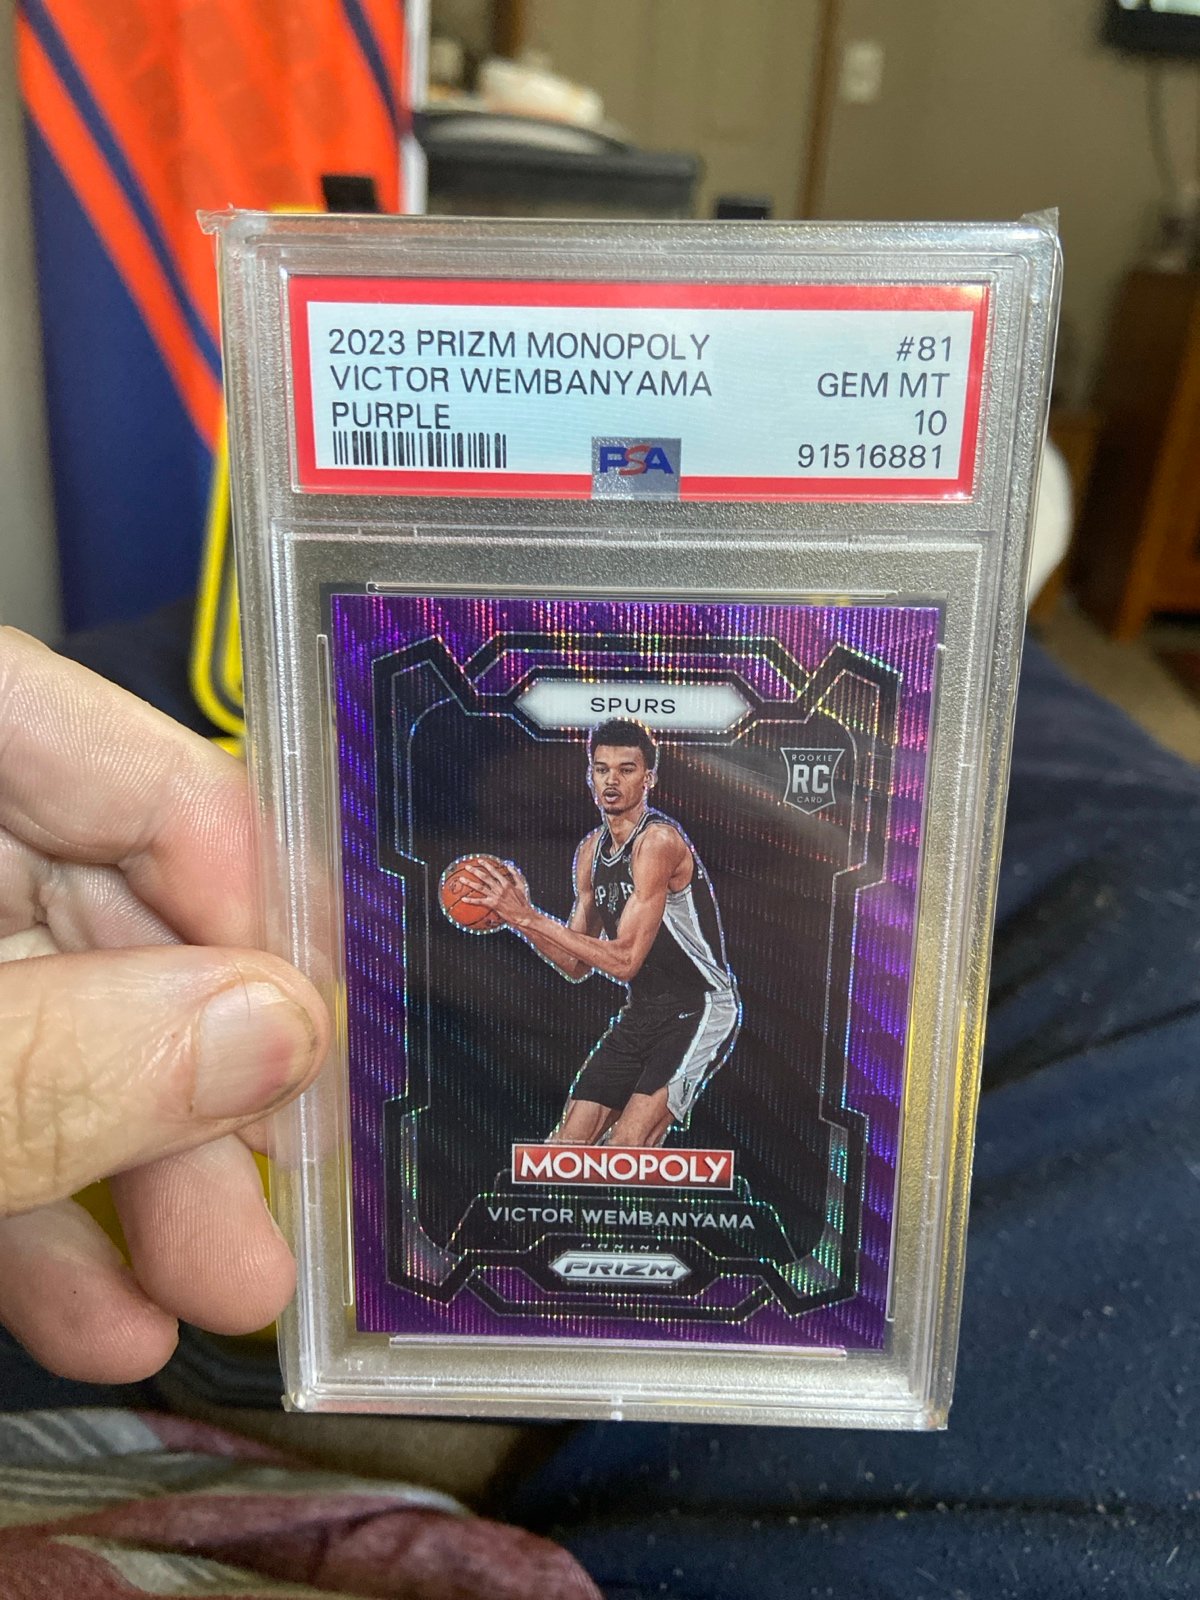 2023 PRIZM MONOPOLY #81
VICTOR WEMBANYAMA GEM MT
PURPLE 10
PSA 91516881
SPURS
ROOKIE
RC
CARD
MONOPOLY
VICTOR WEMBANYAMA
PANINI
PRIZM